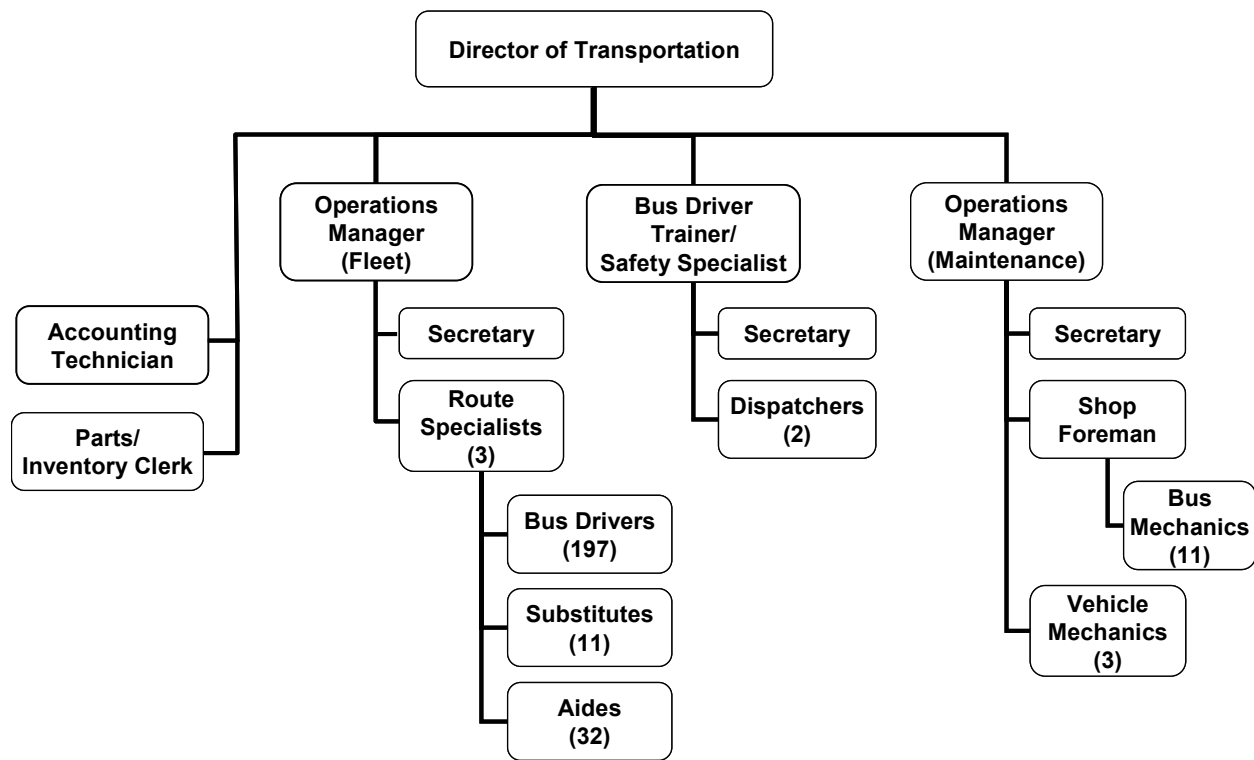 Director of Transportation
Operations
Manager
(Fleet)
Bus Driver
Trainer/
Safety Specialist
Operations
Manager
(Maintenance)
Accounting
Technician
Parts/
Inventory Clerk
Secretary
Route
Specialists
(3)
Bus Drivers
(197)
Substitutes
(11)
Aides
(32)
Secretary
Dispatchers
(2)
Secretary
Shop
Foreman
Bus
Mechanics
(11)
Vehicle
Mechanics
(3)